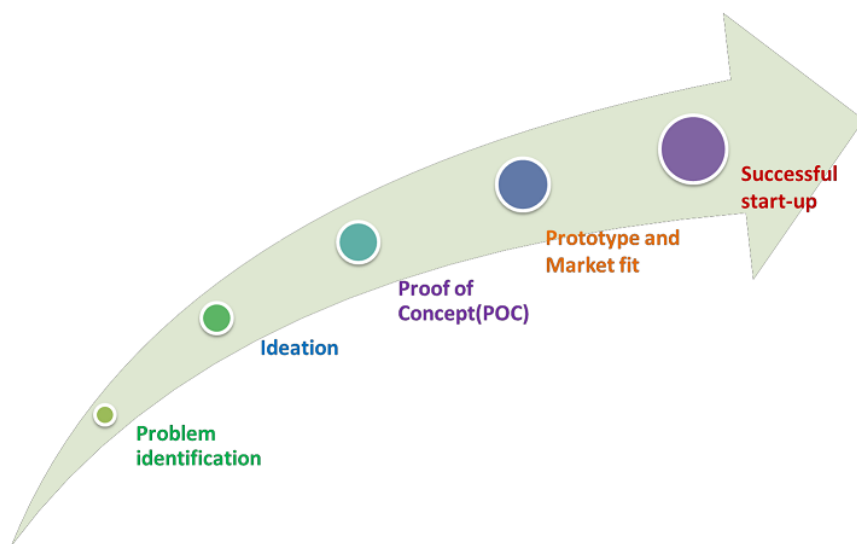 Problem
identification
Ideation
Proof of
Concept(POC)
Prototype and
Market fit
Successful
start-up